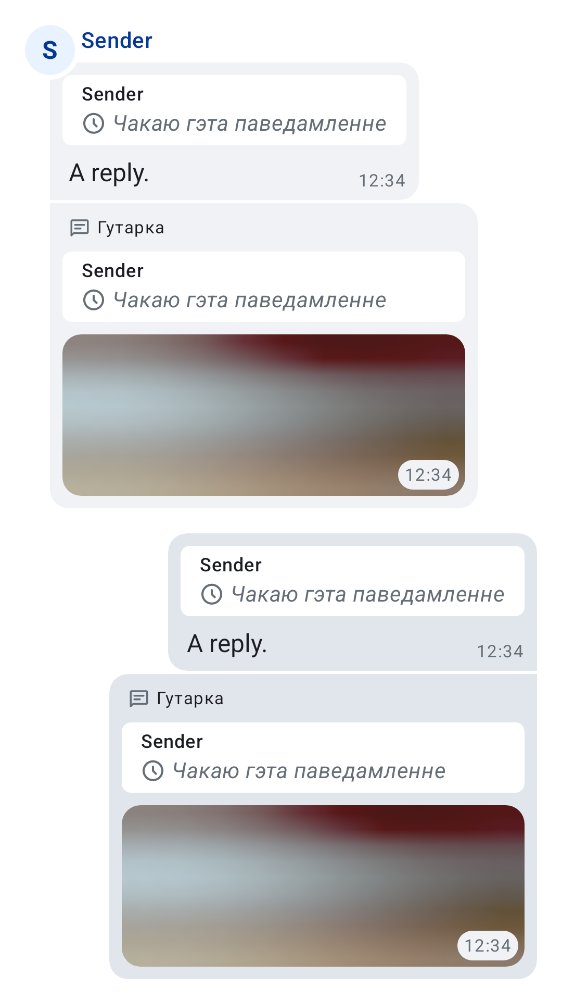 S
Sender
Sender
Чакаю гэта паведамленне
A reply.
12:34
Гутарка
Sender
Чакаю гэта паведамленне
12:34
Sender
Чакаю гэта паведамленне
A reply.
12:34
Гутарка
Sender
Чакаю гэта паведамленне
12:34